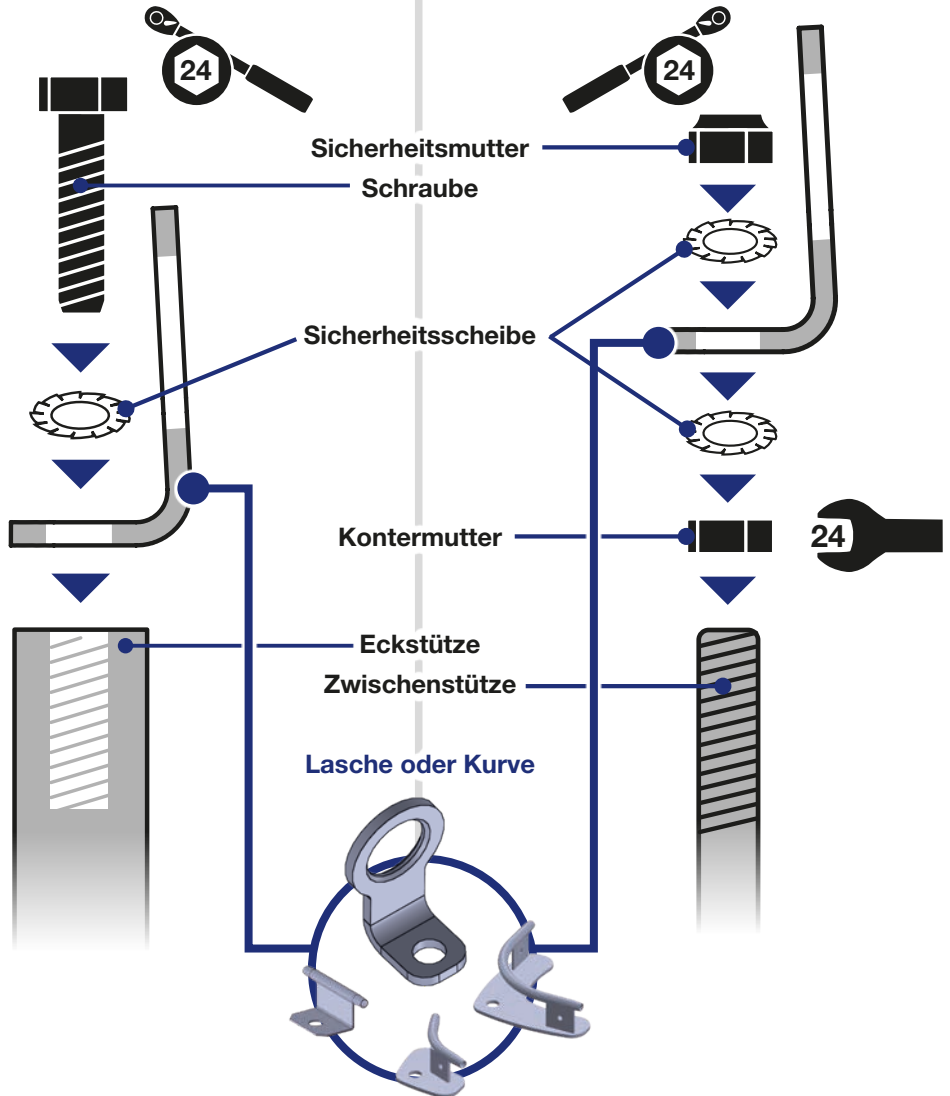 24
24
Sicherheitsmutter
Schraube
Sicherheitsscheibe
Kontermutter
24
Eckstütze
Zwischenstütze
Lasche oder Kurve